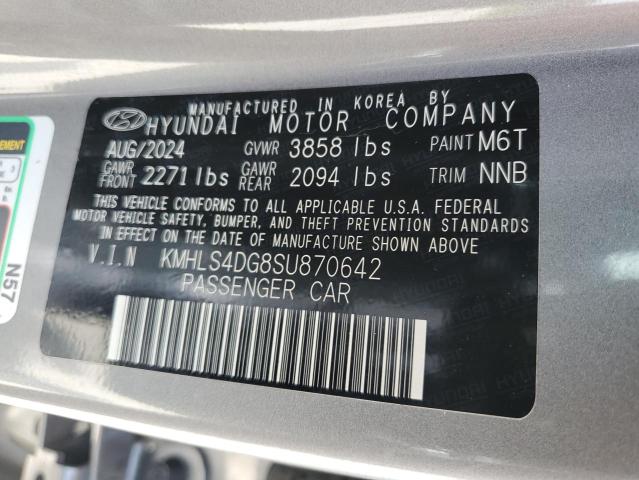 MANUFACTURED IN KOREA BY
HYUNDAI MOTOR COMPANY
AUG/2024 GVWR 3858 lbs PAINT M6T
GAWR FRONT 2271 lbs GAWR REAR 2094 lbs TRIM NNB
THIS VEHICLE CONFORMS TO ALL APPLICABLE U.S.A. FEDERAL
MOTOR VEHICLE SAFETY, BUMPER, AND THEFT PREVENTION STANDARDS
IN EFFECT ON THE DATE OF MANUFACTURE SHOWN ABOVE
V.I.N KMHLS4DG8SU870642
PASSENGER CAR
N57